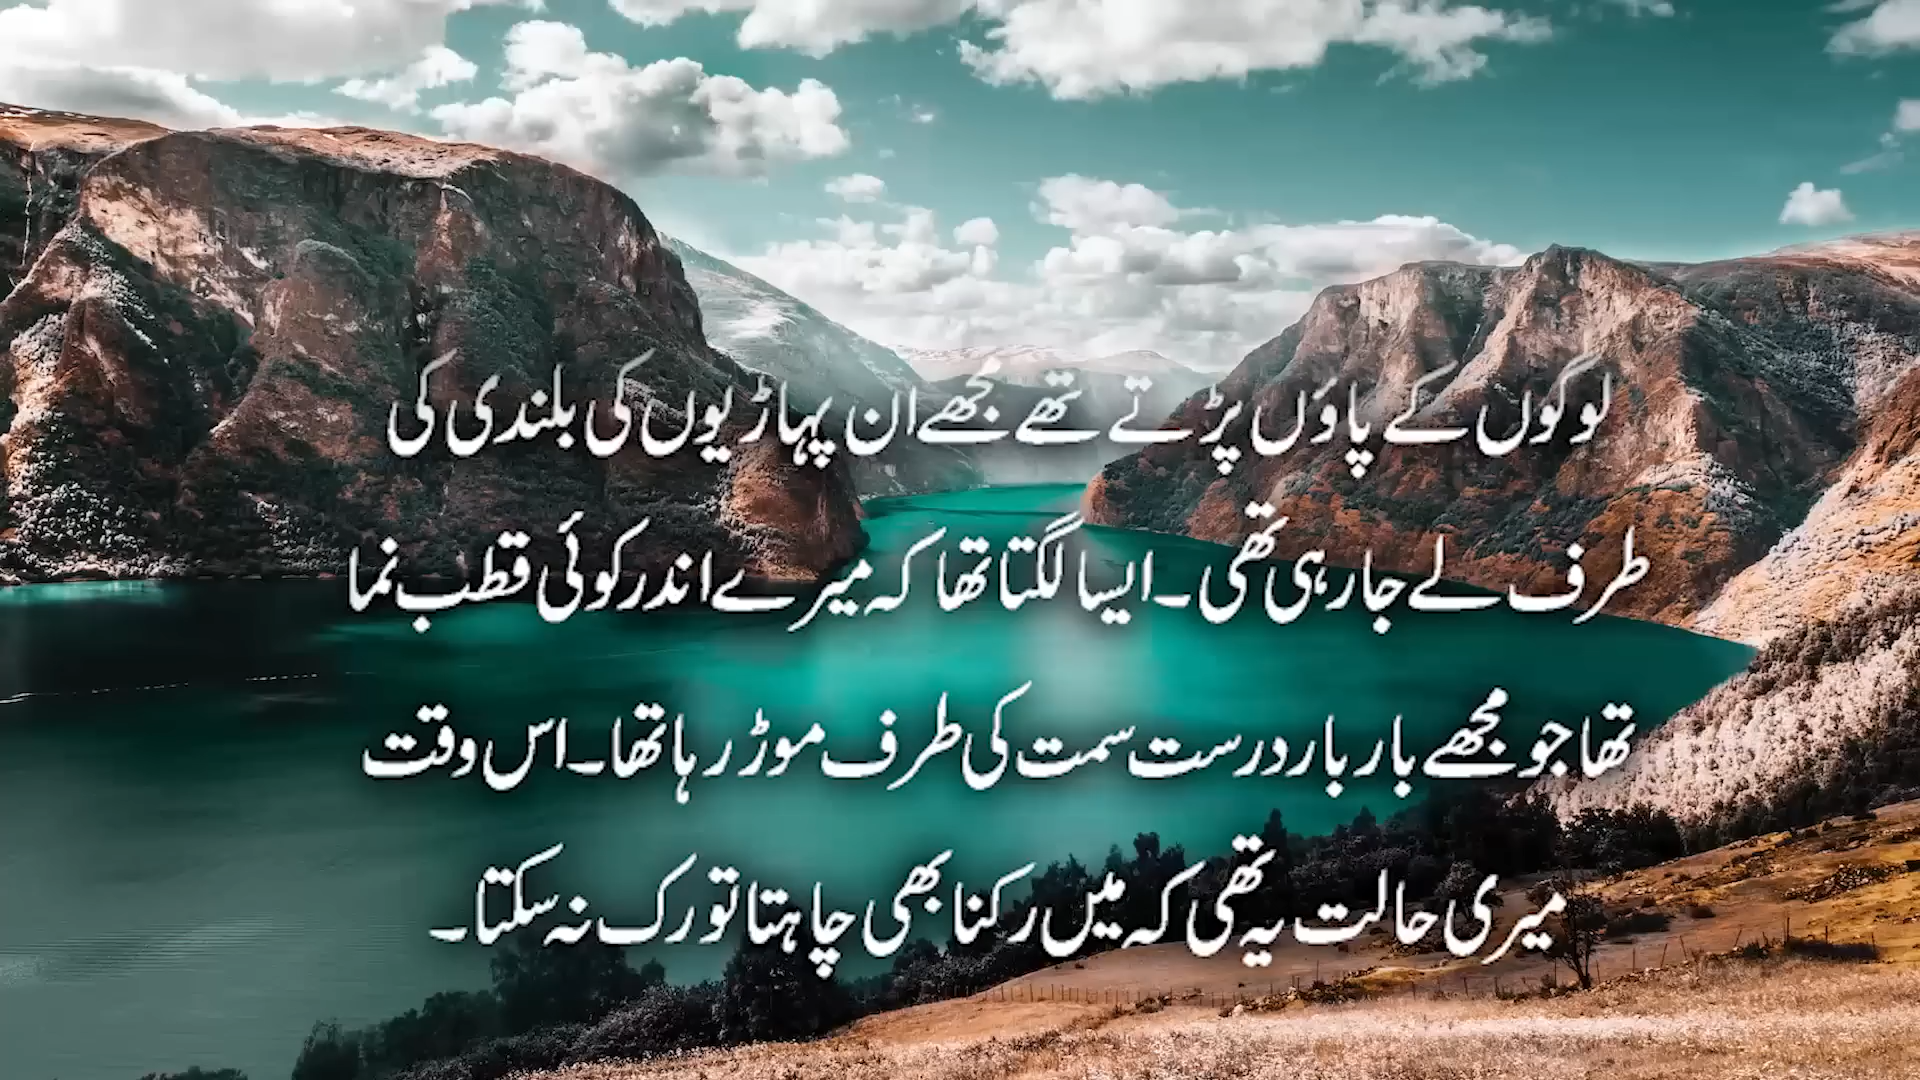 لوگوں کے پاؤں پڑتے تھے مجھے ان پہاڑیوں کی بلندی کی
طرف لے جا رہی تھی۔ ایسا لگتا تھا کہ میرے اندر کوئی قطب نما
تھا جو مجھے بار بار درست سمت کی طرف موڑ رہا تھا۔ اس وقت
میری حالت یہ تھی کہ میں رکنا بھی چاہتا تو رک نہ سکتا۔